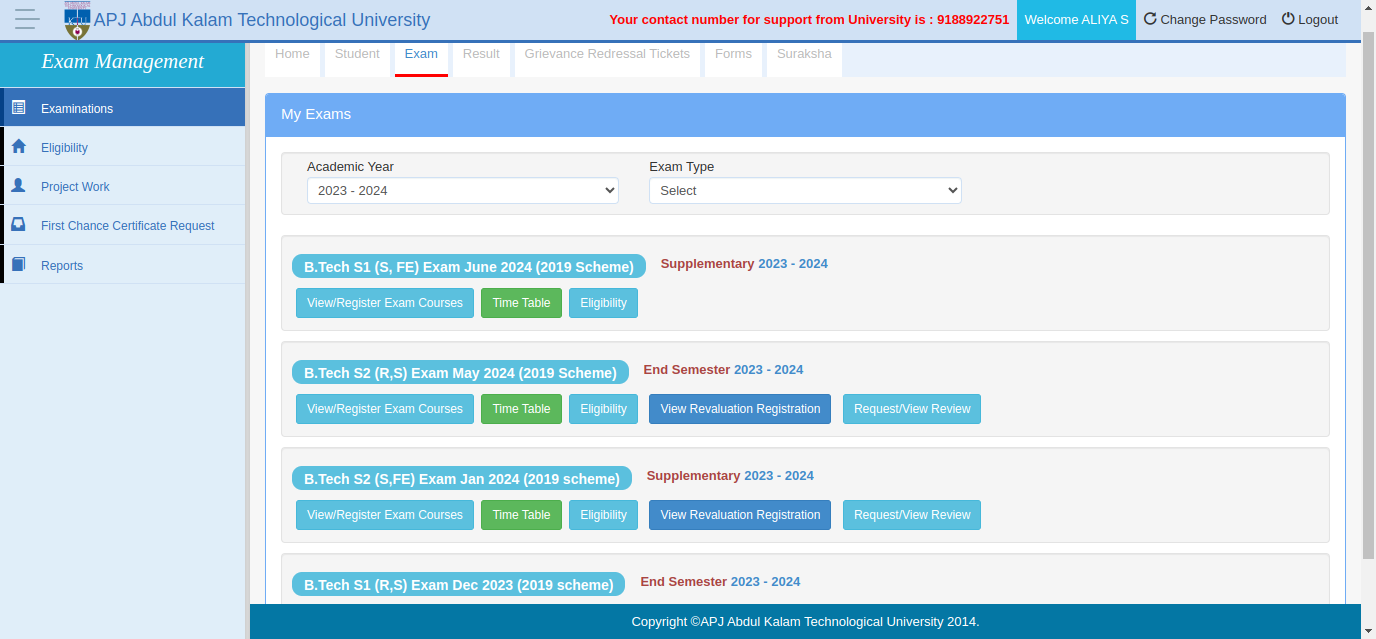 APJ Abdul Kalam Technological University
Your contact number for support from University is : 9188922751
Welcome ALIYA S
Change Password
Logout
Exam Management
Examinations
Eligibility
Project Work
First Chance Certificate Request
Reports
Home
Student
Exam
Result
Grievance Redressal Tickets
Forms
Suraksha
My Exams
Academic Year
Exam Type
2023 - 2024
Select
B.Tech S1 (S, FE) Exam June 2024 (2019 Scheme)
Supplementary 2023 - 2024
View/Register Exam Courses
Time Table
Eligibility
B.Tech S2 (R,S) Exam May 2024 (2019 Scheme)
End Semester 2023 - 2024
View/Register Exam Courses
Time Table
Eligibility
View Revaluation Registration
Request/View Review
B.Tech S2 (S,FE) Exam Jan 2024 (2019 scheme)
Supplementary 2023 - 2024
View/Register Exam Courses
Time Table
Eligibility
View Revaluation Registration
Request/View Review
B.Tech S1 (R,S) Exam Dec 2023 (2019 scheme)
End Semester 2023 - 2024
Copyright ©APJ Abdul Kalam Technological University 2014.